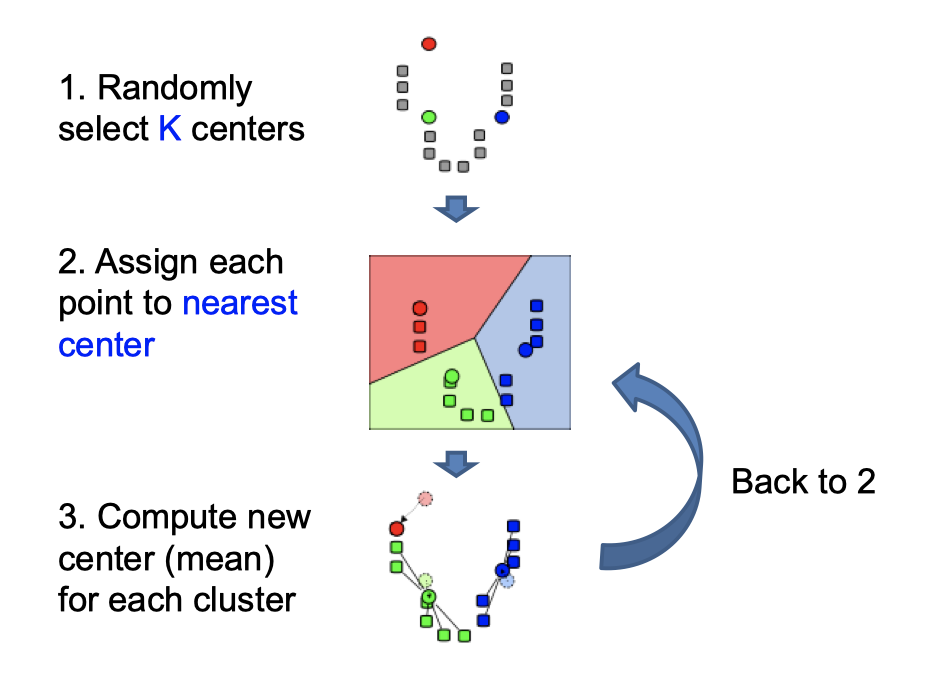 1. Randomly
select K centers
2. Assign each
point to nearest
center
3. Compute new
center (mean)
for each cluster
Back to 2